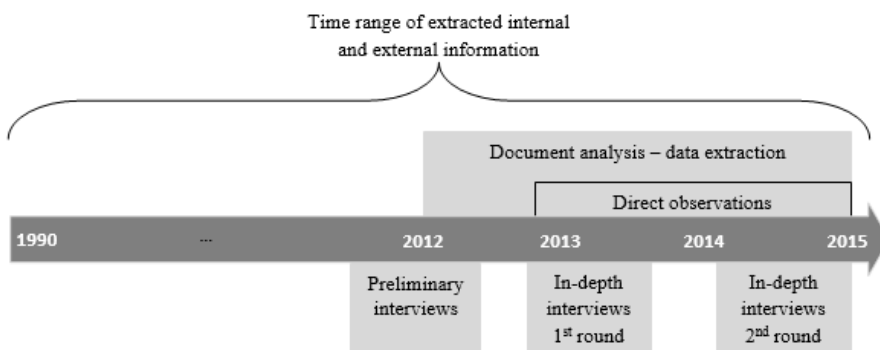 Time range of extracted internal
and external information
Document analysis – data extraction
Direct observations
1990 ... 2012 2013 2014 2015
Preliminary
interviews
In-depth
interviews
1st round
In-depth
interviews
2nd round